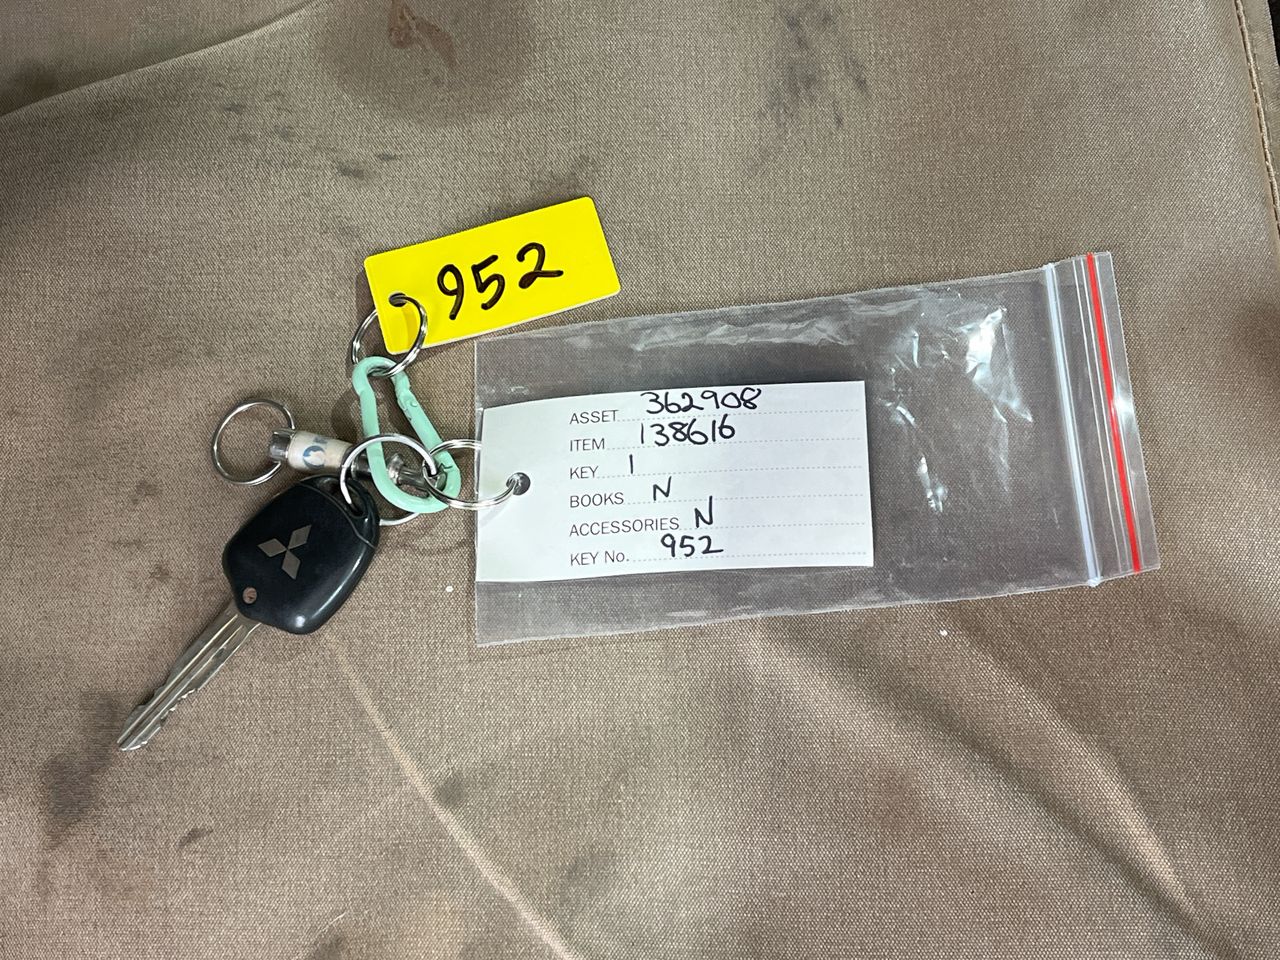 952
ASSET 362908
ITEM 138616
KEY 1
BOOKS N
ACCESSORIES N
KEY No. 952